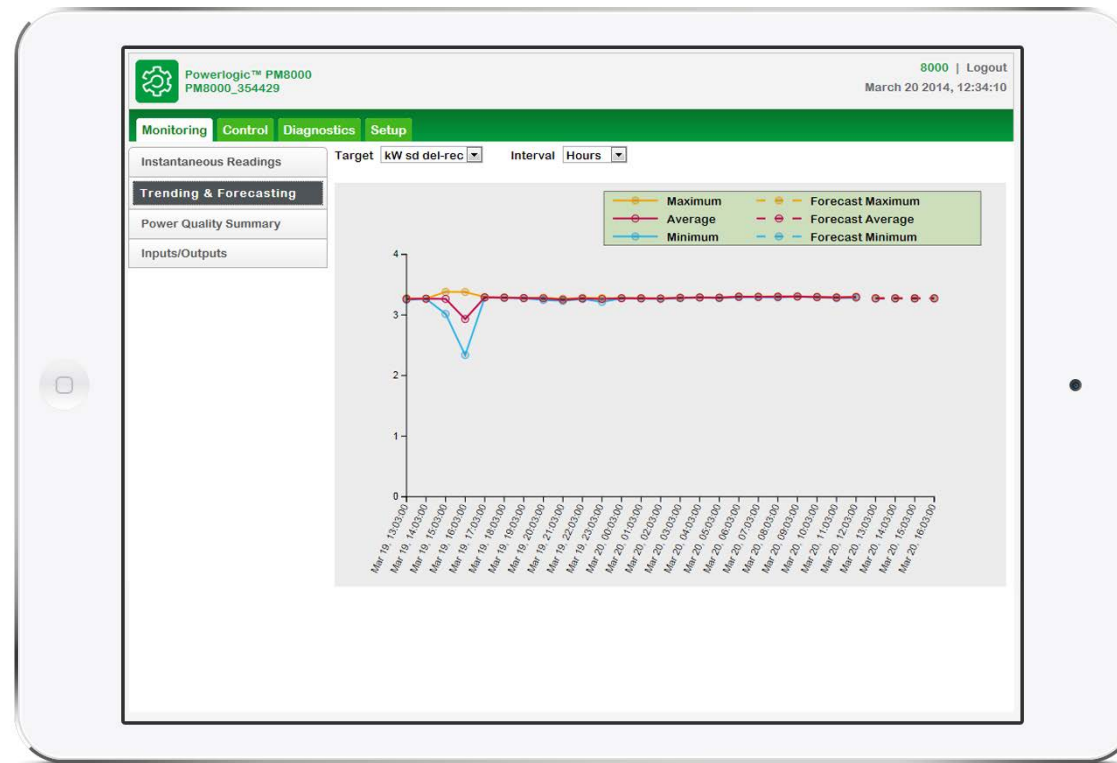 Powerlogic™ PM8000
PM8000_354429
8000 | Logout
March 20 2014, 12:34:10
Monitoring Control Diagnostics Setup
Instantaneous Readings
Trending & Forecasting
Power Quality Summary
Inputs/Outputs
Target kW sd del-rec Interval Hours
Maximum Forecast Maximum
Average Forecast Average
Minimum Forecast Minimum
4
3
2
1
0
Mar 19, 13:03:00
Mar 19, 14:03:00
Mar 19, 15:03:00
Mar 19, 16:03:00
Mar 19, 17:03:00
Mar 19, 18:03:00
Mar 19, 19:03:00
Mar 19, 20:03:00
Mar 19, 21:03:00
Mar 19, 22:03:00
Mar 19, 23:03:00
Mar 20, 00:03:00
Mar 20, 01:03:00
Mar 20, 02:03:00
Mar 20, 03:03:00
Mar 20, 04:03:00
Mar 20, 05:03:00
Mar 20, 06:03:00
Mar 20, 07:03:00
Mar 20, 08:03:00
Mar 20, 09:03:00
Mar 20, 10:03:00
Mar 20, 11:03:00
Mar 20, 12:03:00
Mar 20, 13:03:00
Mar 20, 14:03:00
Mar 20, 15:03:00
Mar 20, 16:03:00